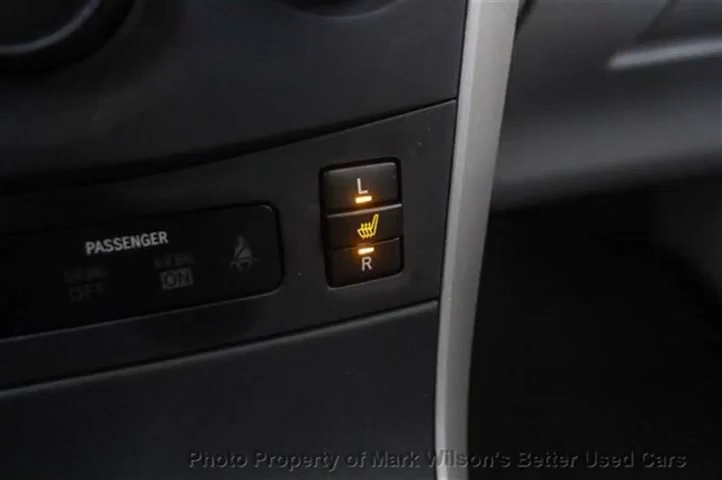 L
R
PASSENGER
OFF
ON
Photo Property of Mark Wilson's Better Used Cars